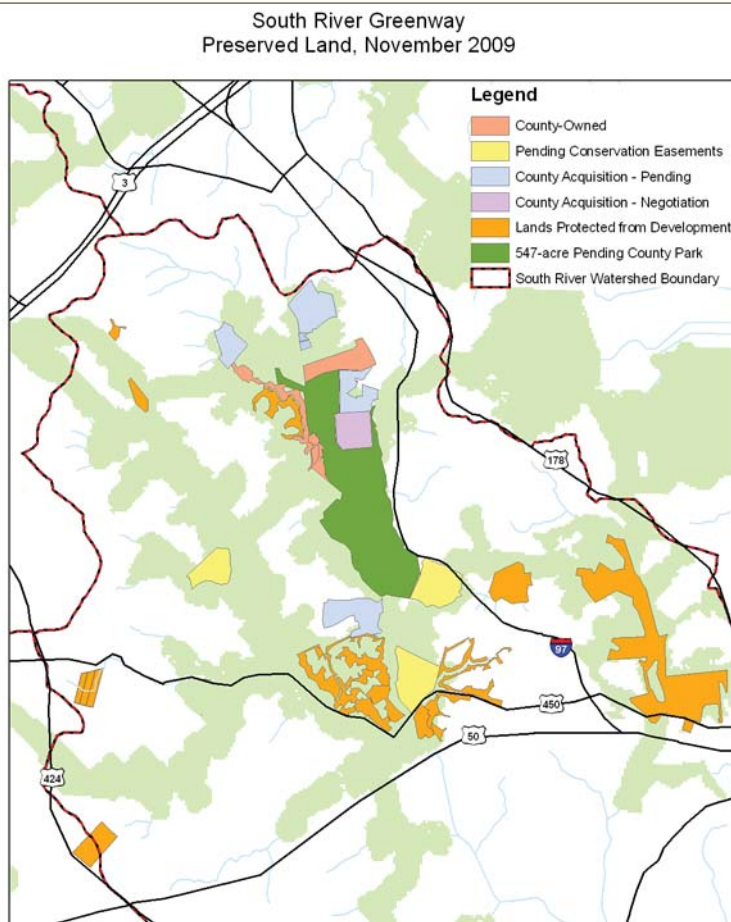 South River Greenway
Preserved Land, November 2009
Legend
County-Owned
Pending Conservation Easements
County Acquisition - Pending
County Acquisition - Negotiation
Lands Protected from Development
547-acre Pending County Park
South River Watershed Boundary
3
178
97
450
50
424